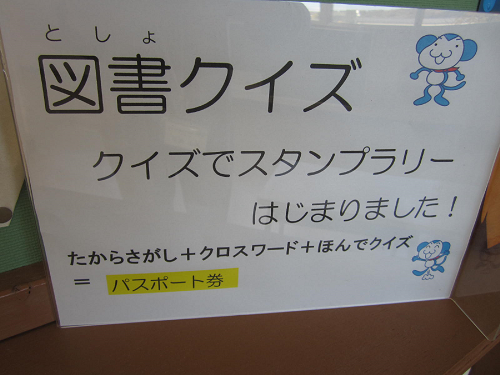 としょ
図書クイズ
クイズでスタンプラリー
はじまりました!
たからさがし+クロスワード+ほんでクイズ
= パスポート券